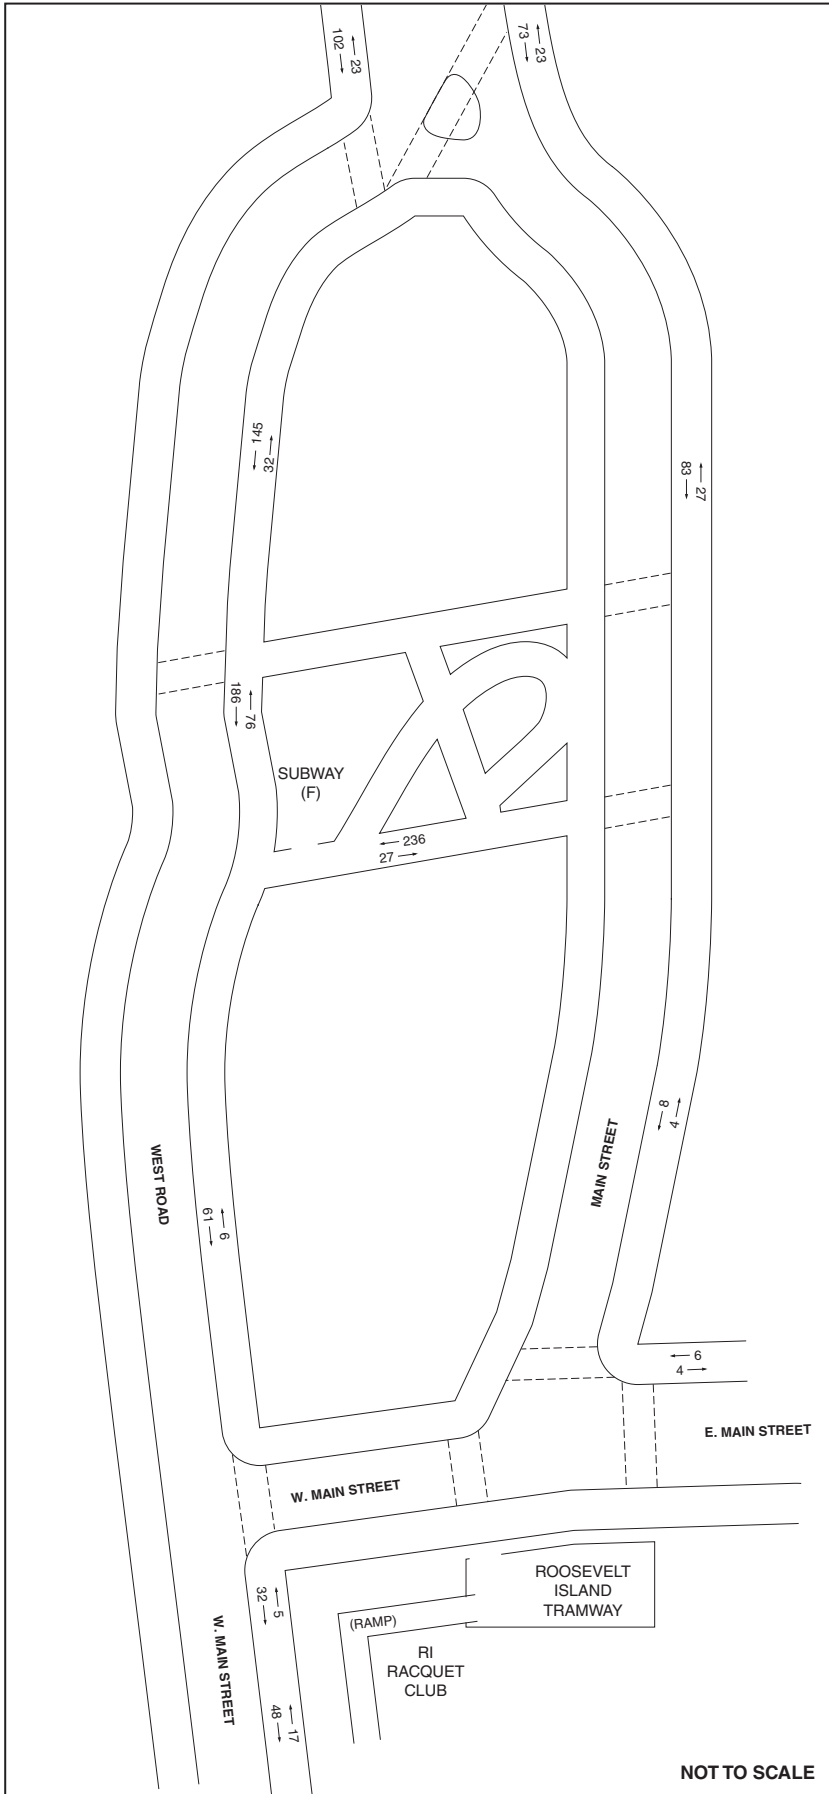 102
23
73
23
145
32
83
27
186
76
SUBWAY
(F)
236
27
8
4
MAIN STREET
WEST ROAD
61
6
6
4
E. MAIN STREET
W. MAIN STREET
ROOSEVELT
ISLAND
TRAMWAY
32
5
(RAMP)
RI
RACQUET
CLUB
W. MAIN STREET
48
17
NOT TO SCALE